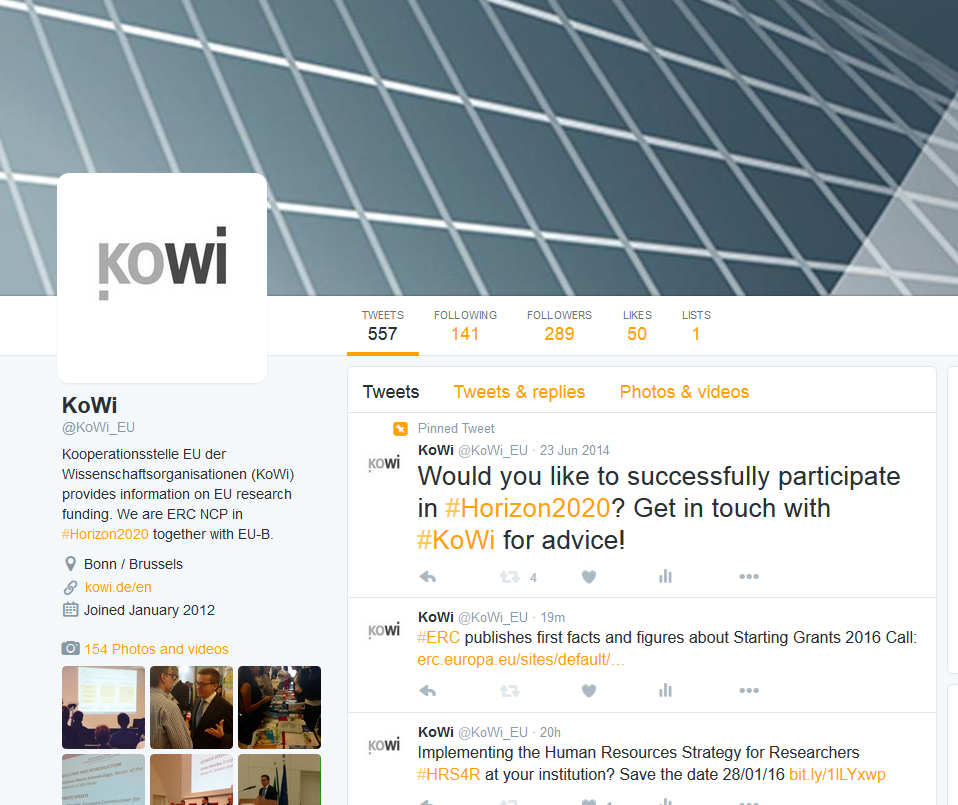 KOWi
TWEETS FOLLOWING FOLLOWERS LIKES LISTS
557 141 289 50 1
KoWi
@KoWi_EU
Kooperationsstelle EU der
Wissenschaftsorganisationen (KoWi)
provides information on EU research
funding. We are ERC NCP in
#Horizon2020 together with EU-B.
Bonn / Brussels
kowi.de/en
Joined January 2012
154 Photos and videos
Tweets Tweets & replies Photos & videos
Pinned Tweet
KOWi
KoWi @KoWi_EU · 23 Jun 2014
Would you like to successfully participate
in #Horizon2020? Get in touch with
#KoWi for advice!
4
KOWi
KoWi @KoWi_EU · 19m
#ERC publishes first facts and figures about Starting Grants 2016 Call:
erc.europa.eu/sites/default/…
KOWi
KoWi @KoWi_EU · 20h
Implementing the Human Resources Strategy for Researchers
#HRS4R at your institution? Save the date 28/01/16 bit.ly/1lLYxwp